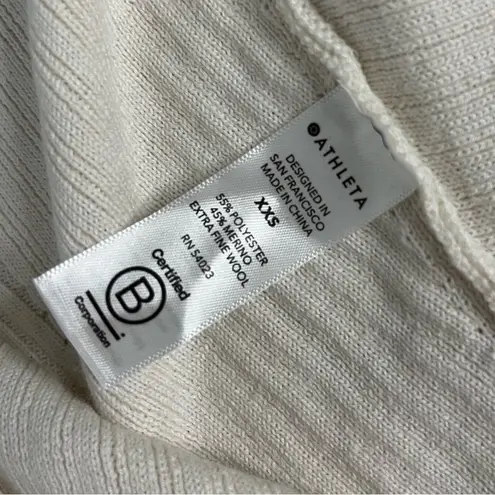 ATHLETA
DESIGNED IN
SAN FRANCISCO
MADE IN CHINA
XXS
55% POLYESTER
45% MERINO
EXTRA FINE WOOL
RN 54023
Certified
B
Corporation